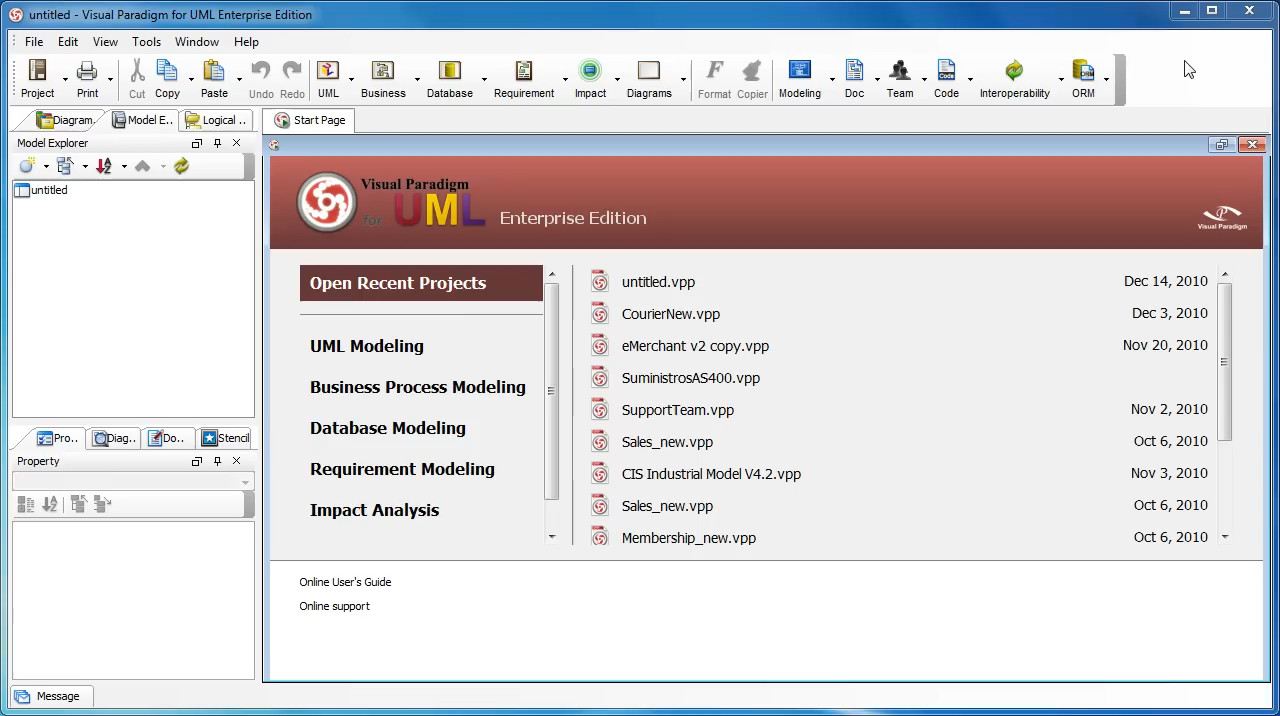 untitled - Visual Paradigm for UML Enterprise Edition
File Edit View Tools Window Help
Project Print Cut Copy Paste Undo Redo UML Business Database Requirement Impact Diagrams Format Copier Modeling Doc Team Code Interoperability ORM
Diagram. Model E.. Logical .. Start Page
Model Explorer
untitled
Visual Paradigm
for UML Enterprise Edition
Visual Paradigm
Open Recent Projects
UML Modeling
Business Process Modeling
Database Modeling
Requirement Modeling
Impact Analysis
untitled.vpp Dec 14, 2010
CourierNew.vpp Dec 3, 2010
eMerchant v2 copy.vpp Nov 20, 2010
SuministrosAS400.vpp
SupportTeam.vpp Nov 2, 2010
Sales_new.vpp Oct 6, 2010
CIS Industrial Model V4.2.vpp Nov 3, 2010
Sales_new.vpp Oct 6, 2010
Membership_new.vpp Oct 6, 2010
Pro.. Diag.. Do.. Stencil
Property
Online User's Guide
Online support
Message